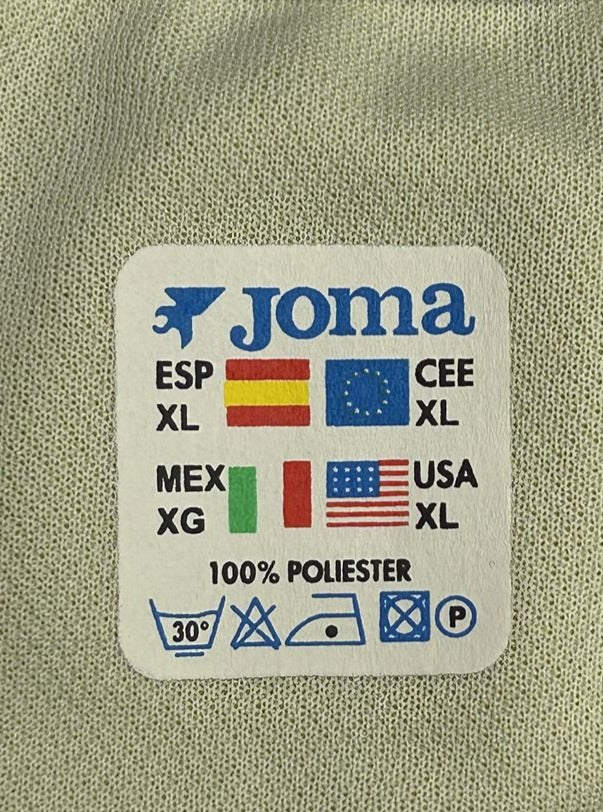 Joma
ESP CEE
XL XL
MEX USA
XG XL
100% POLIESTER
30° P